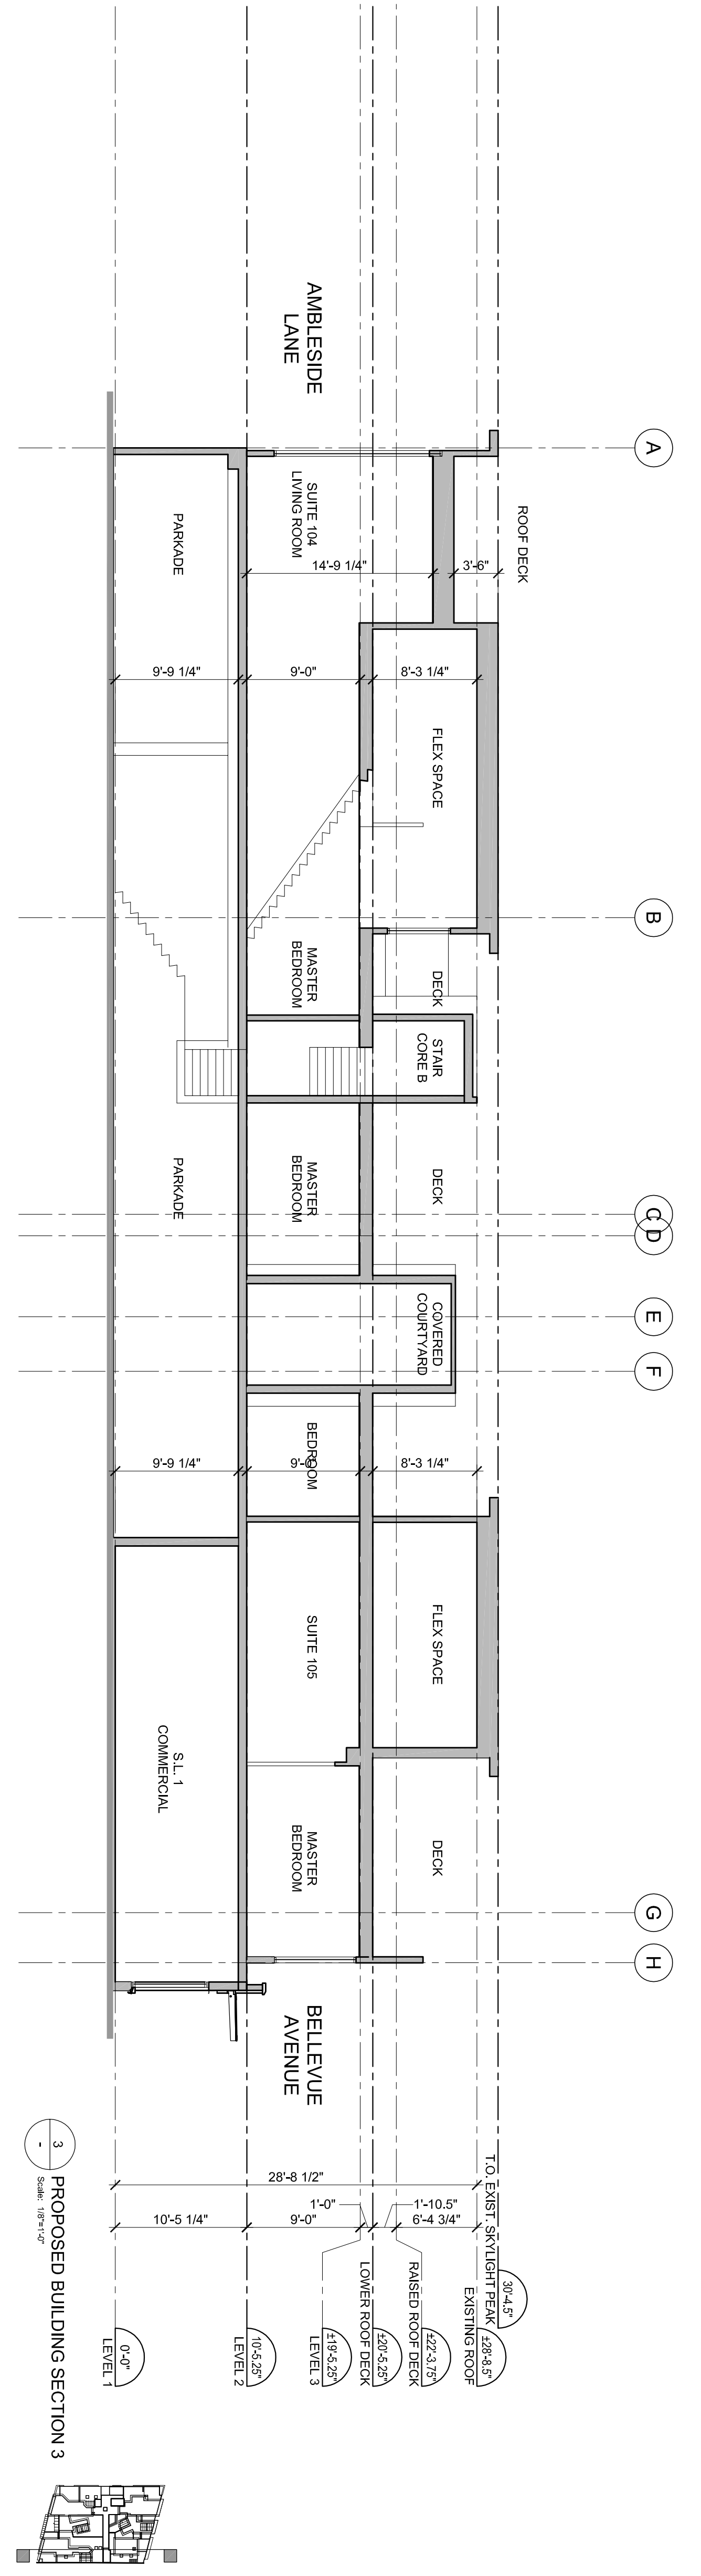 A
B
C
D
E
F
G
H
AMBLESIDE
LANE
ROOF DECK
SUITE 104
LIVING ROOM
14'-9 1/4"
3'-6"
PARKADE
9'-9 1/4"
9'-0"
8'-3 1/4"
FLEX SPACE
MASTER
BEDROOM
DECK
STAIR
CORE B
PARKADE
MASTER
BEDROOM
DECK
COVERED
COURTYARD
BEDROOM
9'-9 1/4"
9'-0"
8'-3 1/4"
SUITE 105
FLEX SPACE
S.L. 1
COMMERCIAL
MASTER
BEDROOM
DECK
BELLEVUE
AVENUE
28'-8 1/2"
10'-5 1/4"
9'-0"
1'-0"
1'-10.5"
6'-4 3/4"
30'-4.5"
T.O. EXIST. SKYLIGHT PEAK
±28'-8.5"
EXISTING ROOF
±22'-3.75"
RAISED ROOF DECK
±20'-5.25"
LOWER ROOF DECK
±19'-5.25"
LEVEL 3
10'-5.25"
LEVEL 2
0'-0"
LEVEL 1
3
-
PROPOSED BUILDING SECTION 3
Scale: 1/8"=1'-0"